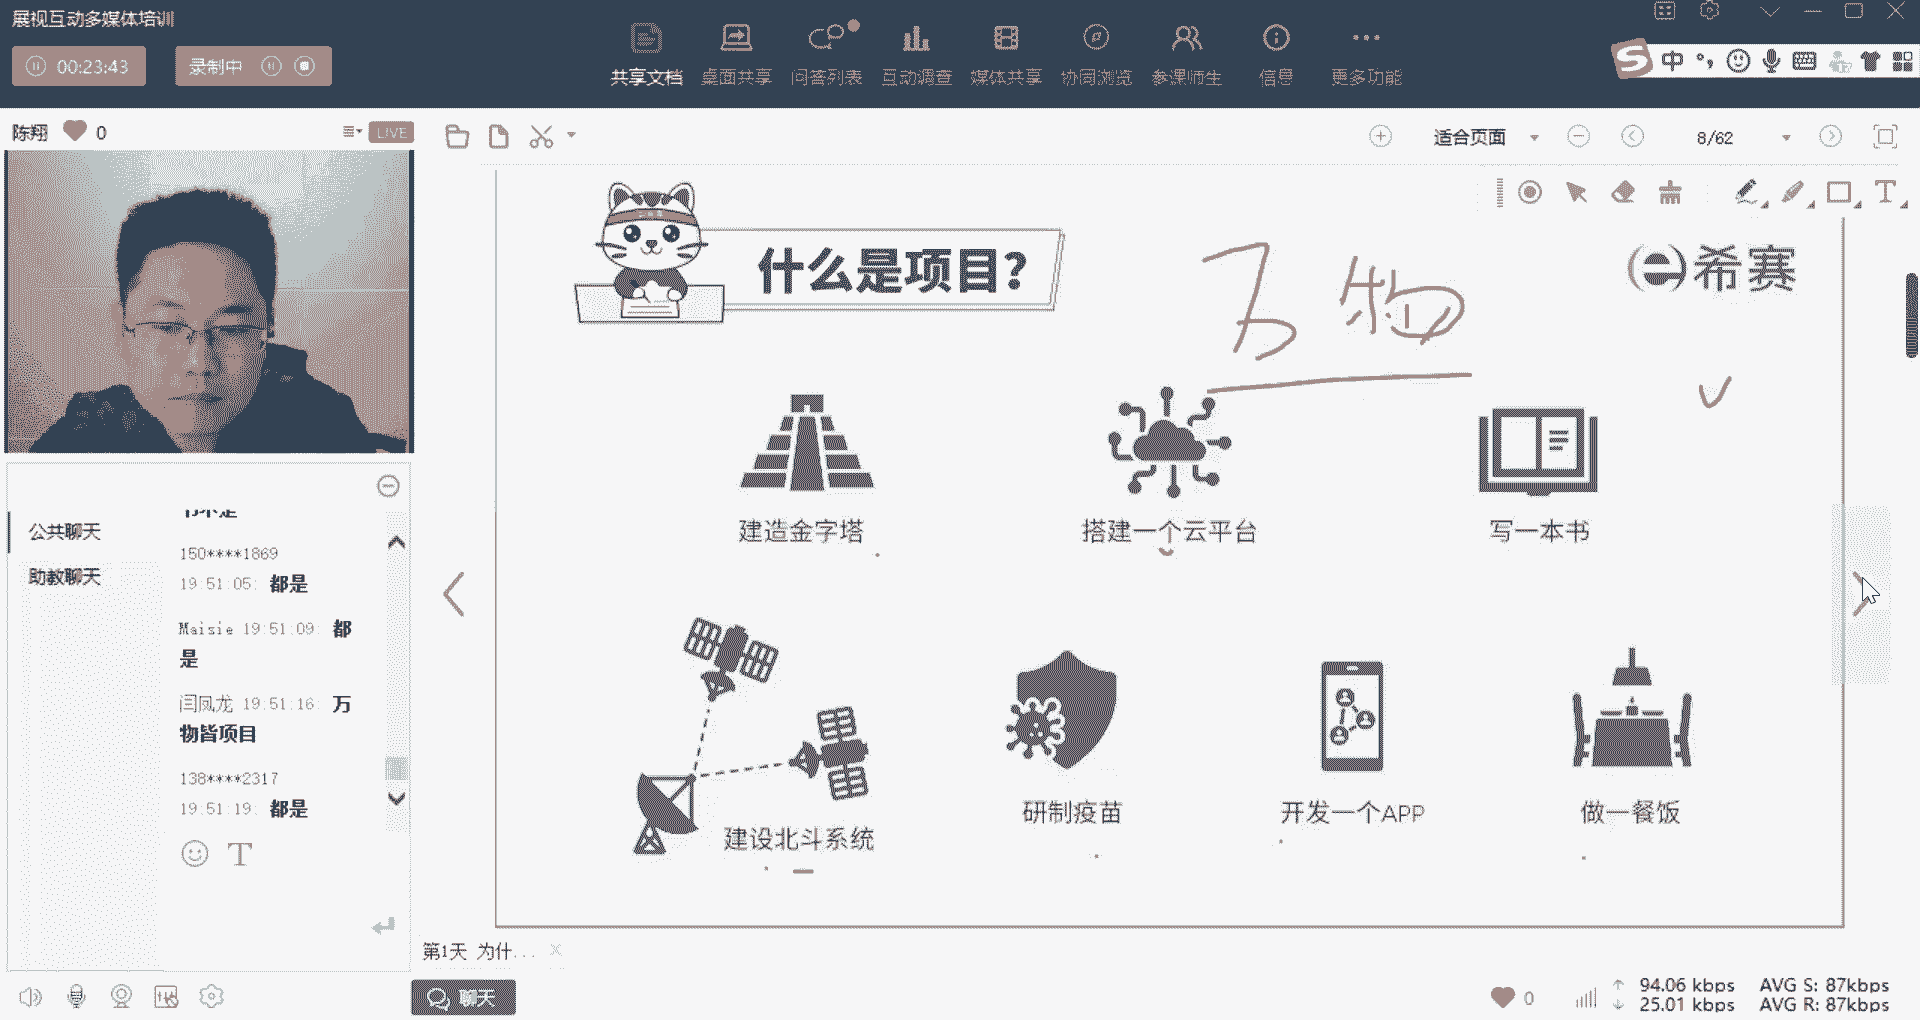 展视互动多媒体培训
00:23:43
录制中
共享文档
桌面共享
问答列表
互动调查
媒体共享
协同浏览
参课师生
信息
更多功能
中
陈翔 0
LIVE
适合页面
8/62
什么是项目?
万物
希赛
建造金字塔
搭建一个云平台
写一本书
建设北斗系统
研制疫苗
开发一个APP
做一餐饭
公共聊天
助教聊天
150****1869
19:51:05: 都是
Maisie 19:51:09: 都
是
闫凤龙 19:51:16: 万
物皆项目
138****2317
19:51:19: 都是
第1天 为什...
聊天
0
94.06 kbps AVG S: 87kbps
25.01 kbps AVG R: 87kbps